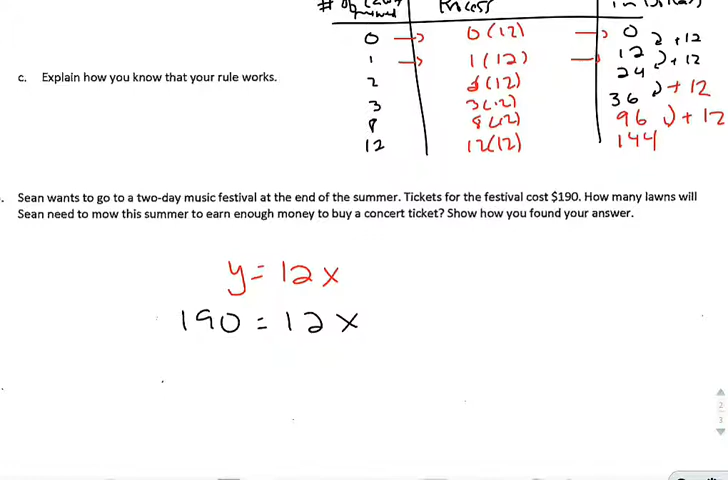 # of lawns mowed Process
0 → 0(12) → 0 ) +12
1 → 1(12) → 12 ) +12
2 2(12) 24
3 3(12) 36 ) +12
8 8(12) 96 ) +12
12 12(12) 144
c. Explain how you know that your rule works.
. Sean wants to go to a two-day music festival at the end of the summer. Tickets for the festival cost $190. How many lawns will
Sean need to mow this summer to earn enough money to buy a concert ticket? Show how you found your answer.
y = 12x
190 = 12x
2
3